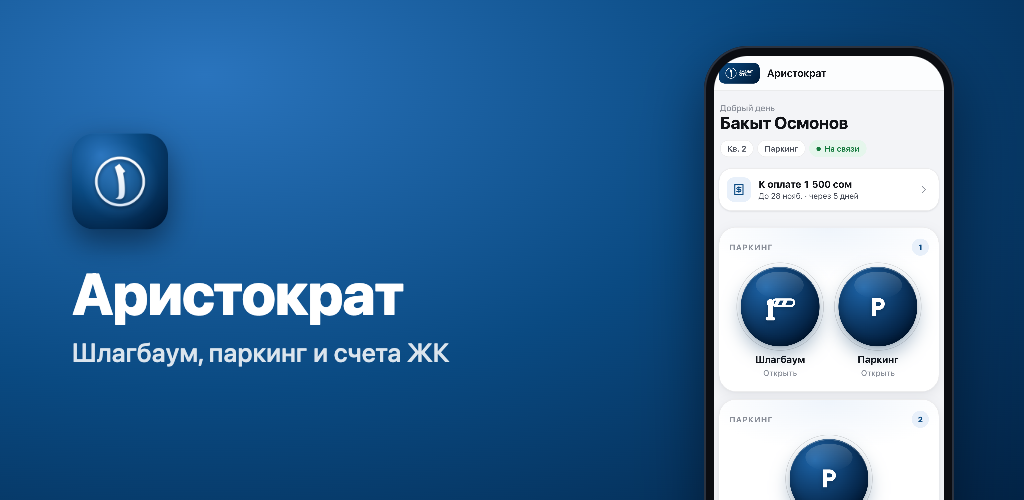 Аристократ
Шлагбаум, паркинг и счета ЖК
Аристократ
Добрый день
Бакыт Осмонов
Кв. 2
Паркинг
На связи
К оплате 1 500 сом
До 28 нояб. · через 5 дней
ПАРКИНГ
1
P
Шлагбаум
Паркинг
Открыть
Открыть
ПАРКИНГ
2
P